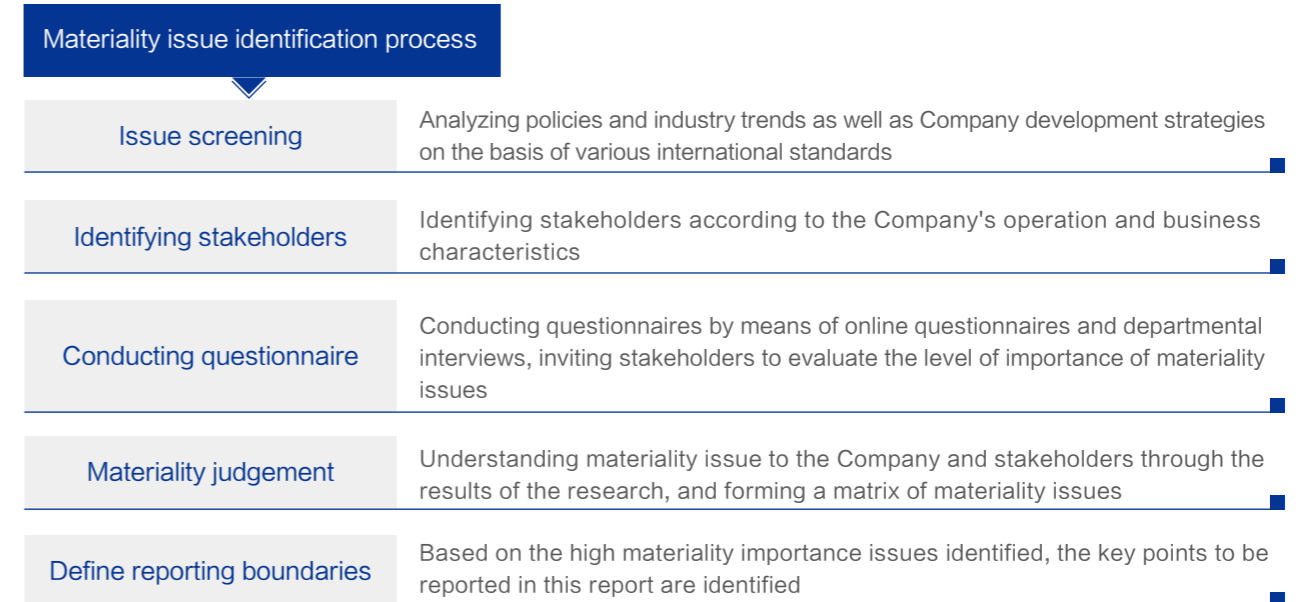 Materiality issue identification process
Issue screening
Analyzing policies and industry trends as well as Company development strategies
on the basis of various international standards
Identifying stakeholders
Identifying stakeholders according to the Company's operation and business
characteristics
Conducting questionnaire
Conducting questionnaires by means of online questionnaires and departmental
interviews, inviting stakeholders to evaluate the level of importance of materiality
issues
Materiality judgement
Understanding materiality issue to the Company and stakeholders through the
results of the research, and forming a matrix of materiality issues
Define reporting boundaries
Based on the high materiality importance issues identified, the key points to be
reported in this report are identified